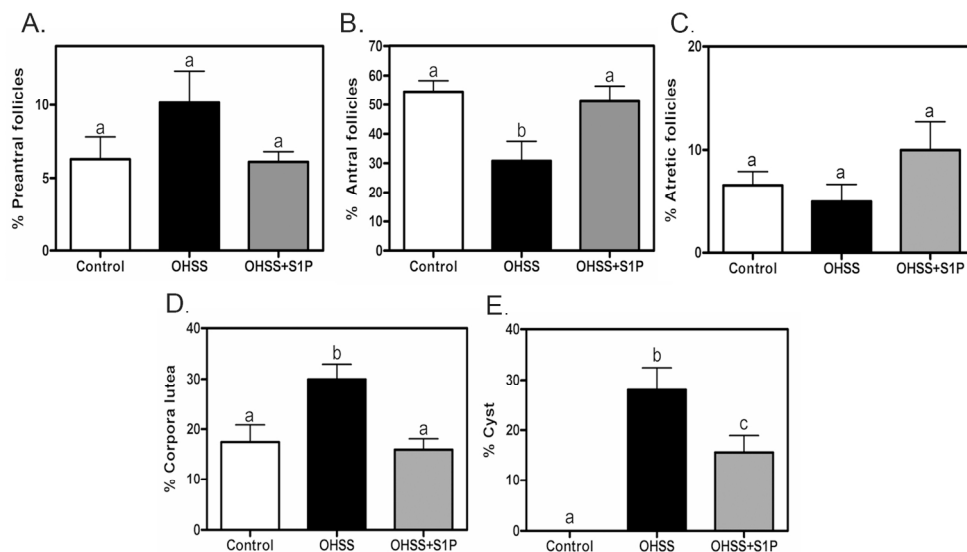 A.
% Preantral follicles
10
5
0
a
a
a
Control OHSS OHSS+S1P
B.
% Antral follicles
70
60
50
40
30
20
10
0
a
b
a
Control OHSS OHSS+S1P
C.
% Atretic follicles
20
10
0
a
a
a
Control OHSS OHSS+S1P
D.
% Corpora lutea
40
30
20
10
0
a
b
a
Control OHSS OHSS+S1P
E.
% Cyst
40
30
20
10
0
a
b
c
Control OHSS OHSS+S1P